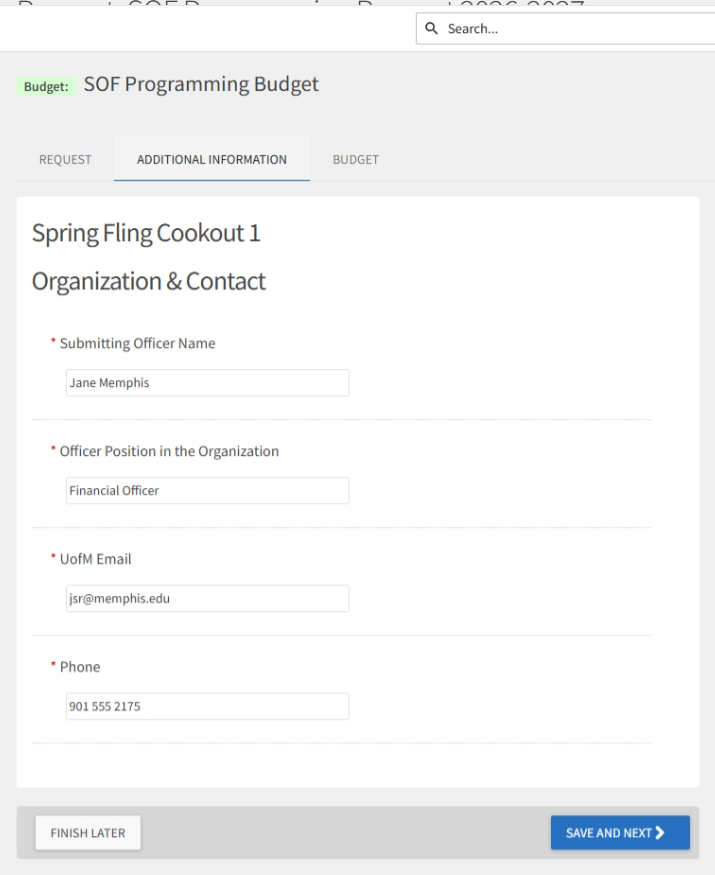 Search...
Budget: SOF Programming Budget
REQUEST ADDITIONAL INFORMATION BUDGET
Spring Fling Cookout 1
Organization & Contact
* Submitting Officer Name
Jane Memphis
* Officer Position in the Organization
Financial Officer
* UofM Email
jsr@memphis.edu
* Phone
901 555 2175
FINISH LATER SAVE AND NEXT